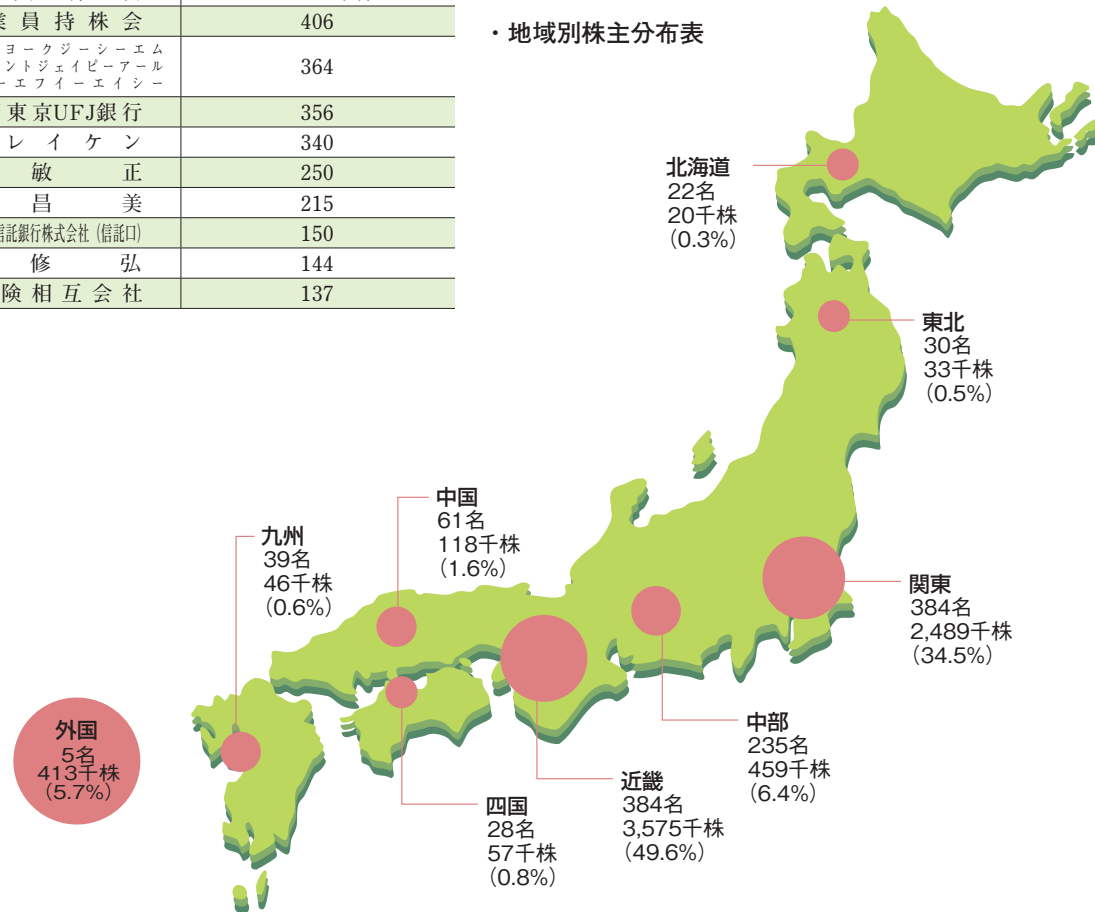 業員持株会 406
ヨークジーシーエム
ントジェイピーアール
ーエフイーエイシー
364
東京UFJ銀行 356
レイケン 340
敏正 250
昌美 215
信託銀行株式会社（信託口） 150
修弘 144
険相互会社 137
・地域別株主分布表
北海道
22名
20千株
（0.3%）
東北
30名
33千株
（0.5%）
中国
61名
118千株
（1.6%）
九州
39名
46千株
（0.6%）
関東
384名
2,489千株
（34.5%）
外国
5名
413千株
（5.7%）
中部
235名
459千株
（6.4%）
近畿
384名
3,575千株
（49.6%）
四国
28名
57千株
（0.8%）